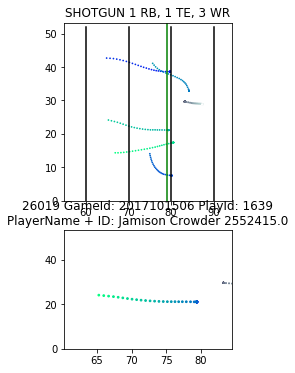 SHOTGUN 1 RB, 1 TE, 3 WR
50
40
30
20
10
0
60 70 80 90
26019 GameId: 2017101506 PlayId: 1639
PlayerName + ID: Jamison Crowder 2552415.0
40
20
0
65 70 75 80